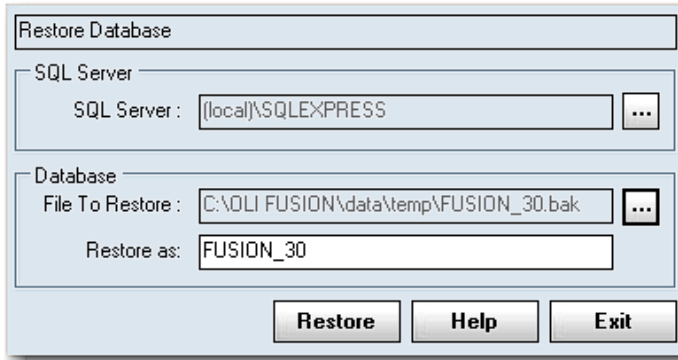 Restore Database
SQL Server
SQL Server : (local)\SQLEXPRESS ...
Database
File To Restore : C:\OLI FUSION\data\temp\FUSION_30.bak ...
Restore as: FUSION_30
Restore Help Exit